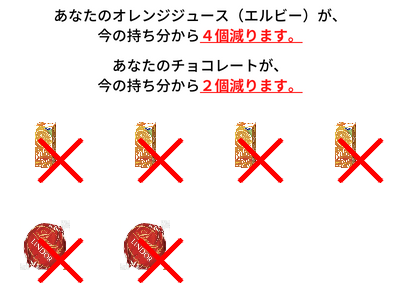 あなたのオレンジジュース（エルビー）が、
今の持ち分から４個減ります。
あなたのチョコレートが、
今の持ち分から２個減ります。
LINDOR
LINDOR